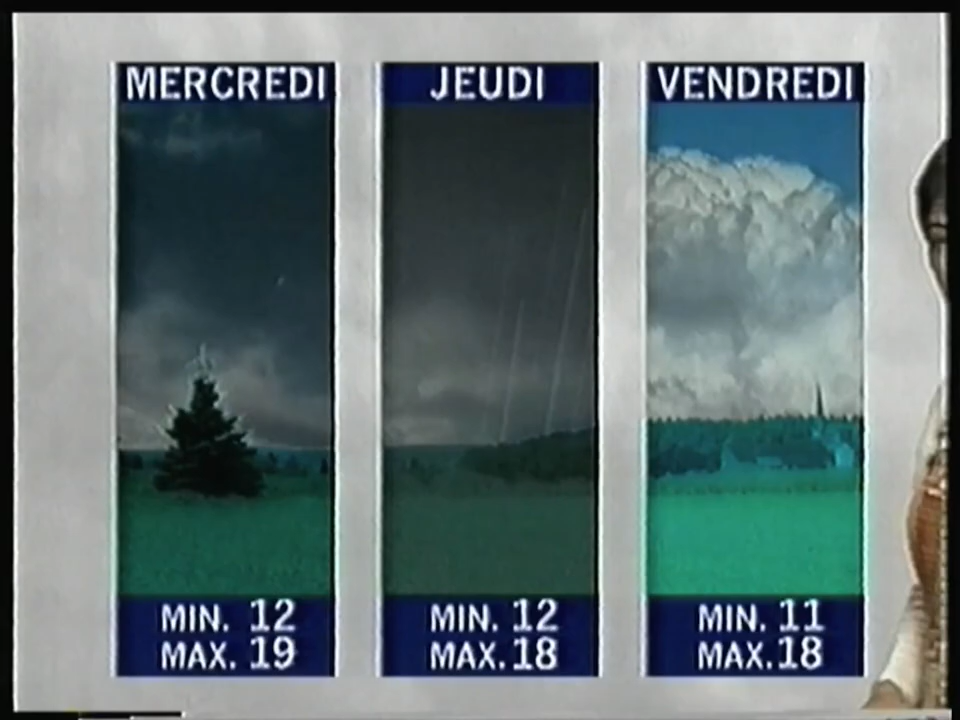 MERCREDI
JEUDI
VENDREDI
MIN. 12
MAX. 19
MIN. 12
MAX. 18
MIN. 11
MAX. 18